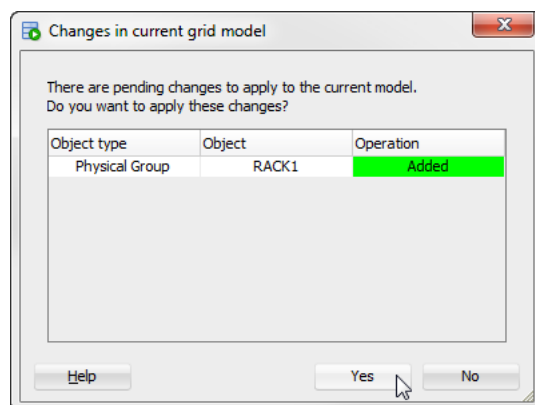 Changes in current grid model
There are pending changes to apply to the current model.
Do you want to apply these changes?
Object type Object Operation
Physical Group RACK1 Added
Help Yes No